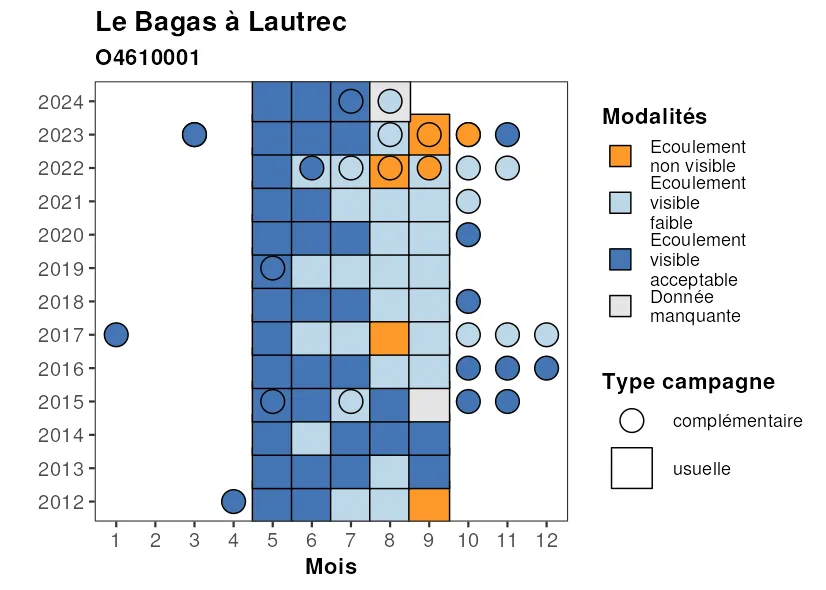 Le Bagas à Lautrec
O4610001
2024
2023
2022
2021
2020
2019
2018
2017
2016
2015
2014
2013
2012
1 2 3 4 5 6 7 8 9 10 11 12
Mois
Modalités
Ecoulement
non visible
Ecoulement
visible
faible
Ecoulement
visible
acceptable
Donnée
manquante
Type campagne
complémentaire
usuelle